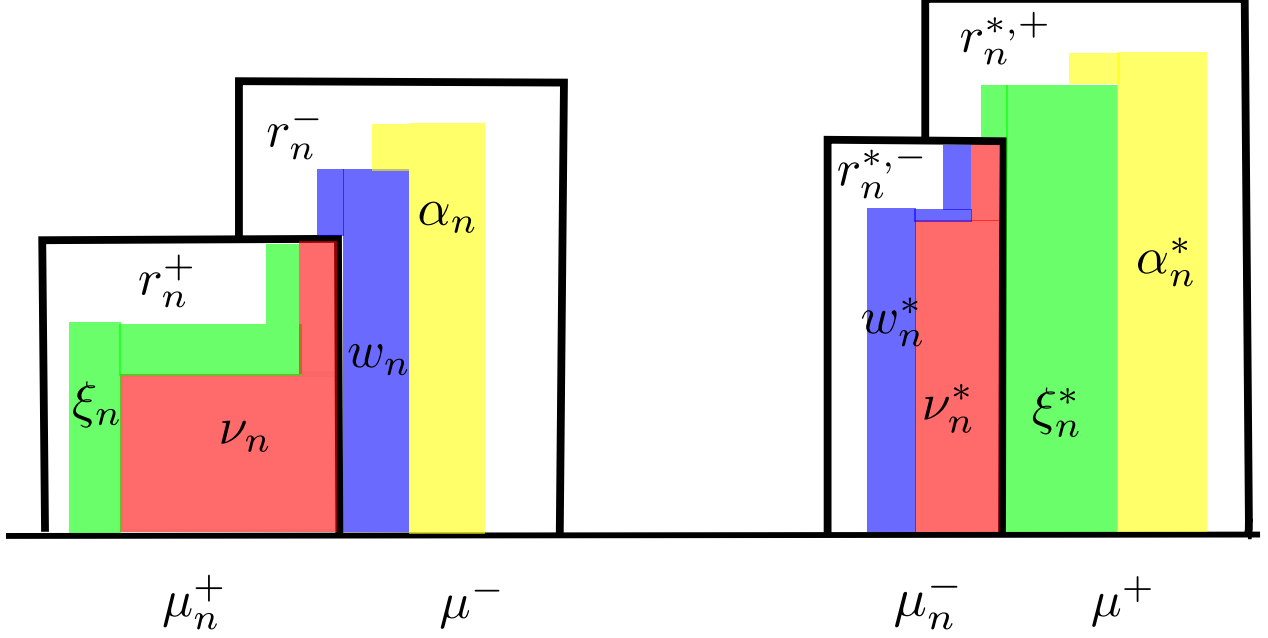 r_n^{*,+}
r_n^-
r_n^{*,-}
α_n
r_n^+
α_n^*
w_n^*
w_n
ξ_n
ν_n
ν_n^*
ξ_n^*
μ_n^+ μ^- μ_n^- μ^+